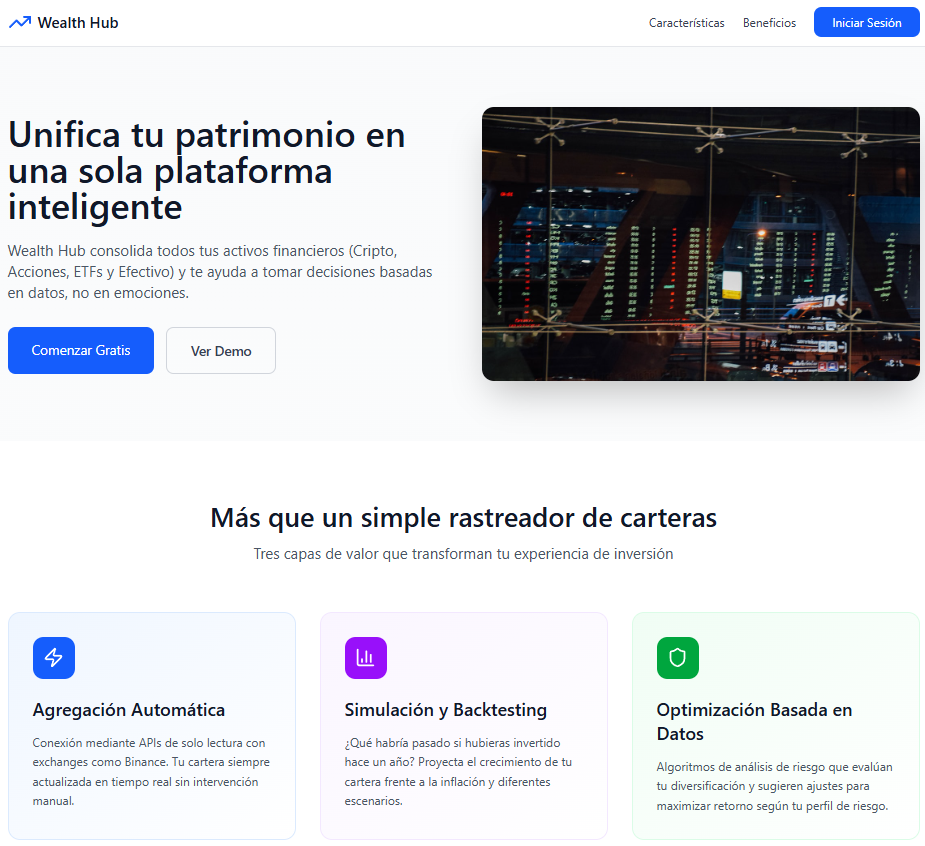 Wealth Hub
Características
Beneficios
Iniciar Sesión
Unifica tu patrimonio en
una sola plataforma
inteligente
Wealth Hub consolida todos tus activos financieros (Cripto,
Acciones, ETFs y Efectivo) y te ayuda a tomar decisiones basadas
en datos, no en emociones.
Comenzar Gratis
Ver Demo
Más que un simple rastreador de carteras
Tres capas de valor que transforman tu experiencia de inversión
Agregación Automática
Conexión mediante APIs de solo lectura con
exchanges como Binance. Tu cartera siempre
actualizada en tiempo real sin intervención
manual.
Simulación y Backtesting
¿Qué habría pasado si hubieras invertido
hace un año? Proyecta el crecimiento de tu
cartera frente a la inflación y diferentes
escenarios.
Optimización Basada en
Datos
Algoritmos de análisis de riesgo que evalúan
tu diversificación y sugieren ajustes para
maximizar retorno según tu perfil de riesgo.